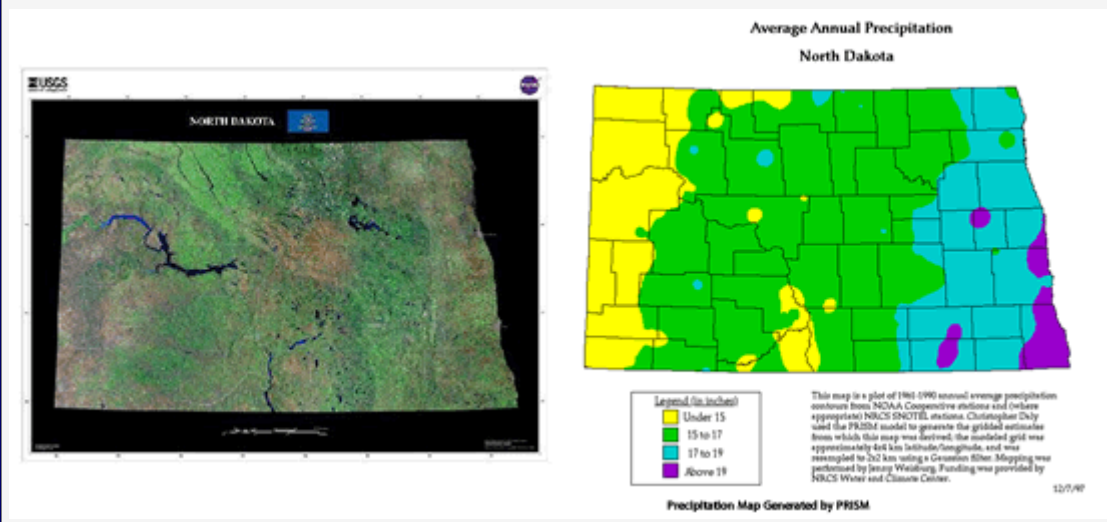 USGS
NORTH DAKOTA
Average Annual Precipitation
North Dakota
Legend (in inches)
Under 15
15 to 17
17 to 19
Above 19
This map is a plot of 1961-1990 annual average precipitation
contours from NOAA Cooperative stations and (where
appropriate) NRCS SNOTEL stations. Christopher Daly
used the PRISM model to generate the gridded estimates
from which this map was derived; the modeled grid was
approximately 4x4 km latitude/longitude, and was
resampled to 2x2 km using a Gaussian filter. Mapping was
performed by Jenny Weisburg. Funding was provided by
NRCS Water and Climate Center.
12/7/97
Precipitation Map Generated by PRISM